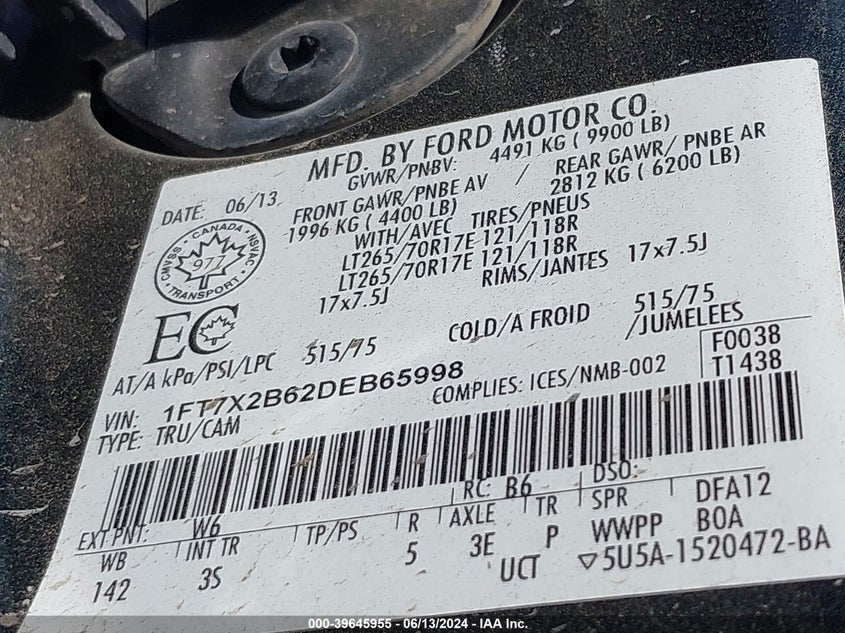 MFD. BY FORD MOTOR CO.
DATE: 06/13
GVWR/PNBV: 4491 KG ( 9900 LB)
FRONT GAWR/PNBE AV / REAR GAWR/ PNBE AR
1996 KG ( 4400 LB) 2812 KG ( 6200 LB)
WITH/AVEC TIRES/PNEUS
LT265/70R17E 121/118R
LT265/70R17E 121/118R
17x7.5J RIMS/JANTES 17x7.5J
CMVSS • CANADA • NSVAC
977
TRANSPORT
EC
AT/A kPa/PSI/LPC 515/75 COLD/A FROID 515/75
/JUMELEES
VIN: 1FT7X2B62DEB65998
COMPLIES: ICES/NMB-002
F0038
T1438
TYPE: TRU/CAM
EXT PNT: W6 RC: B6 DSO:
WB INT TR TP/PS R AXLE TR SPR DFA12
142 3S 5 3E P WWPP B0A
UCT ▽5U5A-1520472-BA
000-39645955 - 06/13/2024 - IAA Inc.